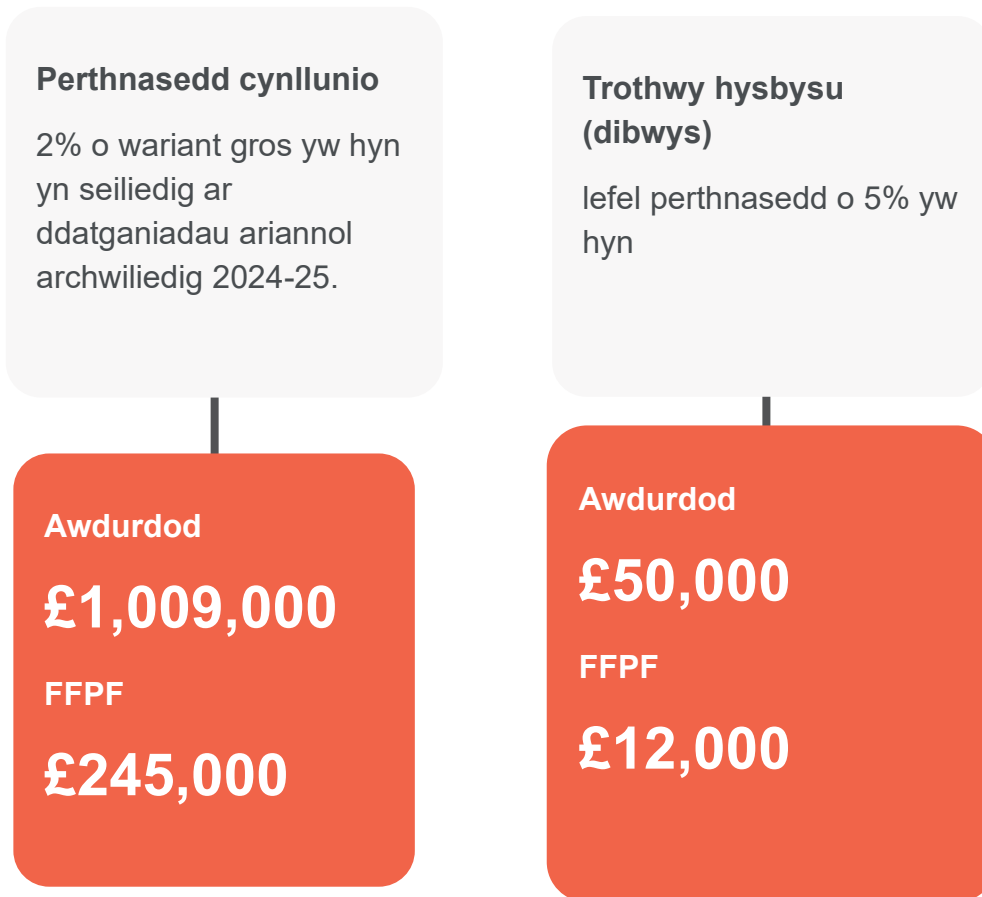 Perthnasedd cynllunio
2% o wariant gros yw hyn
yn seiliedig ar
ddatganiadau ariannol
archwiliedig 2024-25.
Awdurdod
£1,009,000
FFPF
£245,000
Trothwy hysbysu
(dibwys)
lefel perthnasedd o 5% yw
hyn
Awdurdod
£50,000
FFPF
£12,000